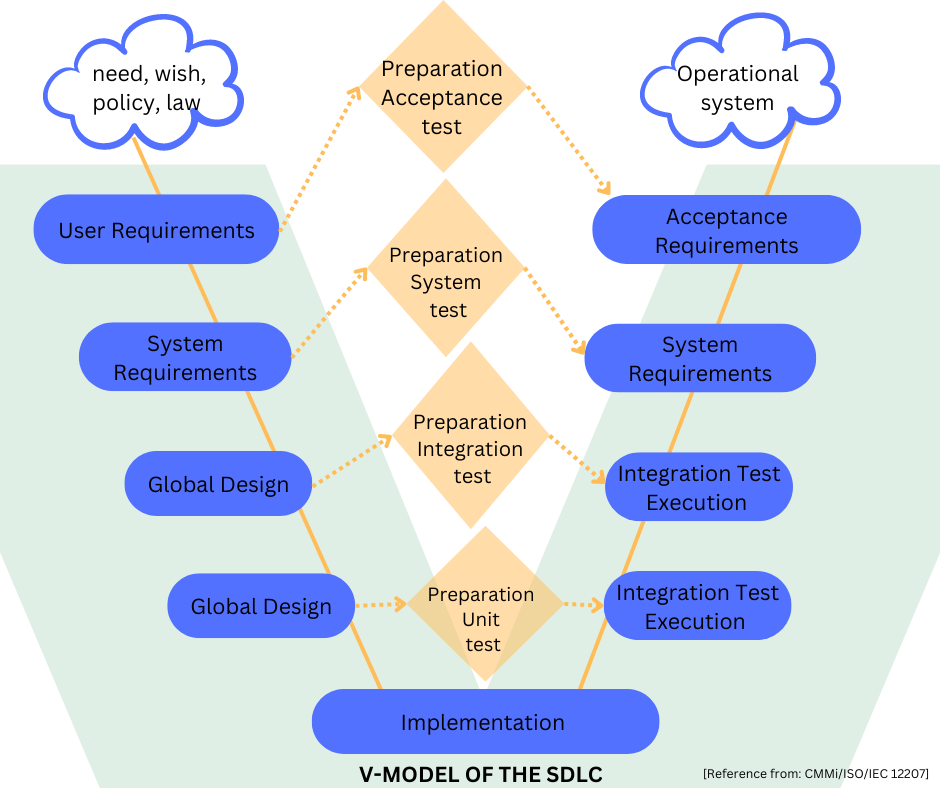 need, wish,
policy, law
Preparation
Acceptance
test
Operational
system
User Requirements
Acceptance
Requirements
Preparation
System
test
System
Requirements
System
Requirements
Preparation
Integration
test
Global Design
Integration Test
Execution
Global Design
Preparation
Unit
test
Integration Test
Execution
Implementation
V-MODEL OF THE SDLC
[Reference from: CMMi/ISO/IEC 12207]